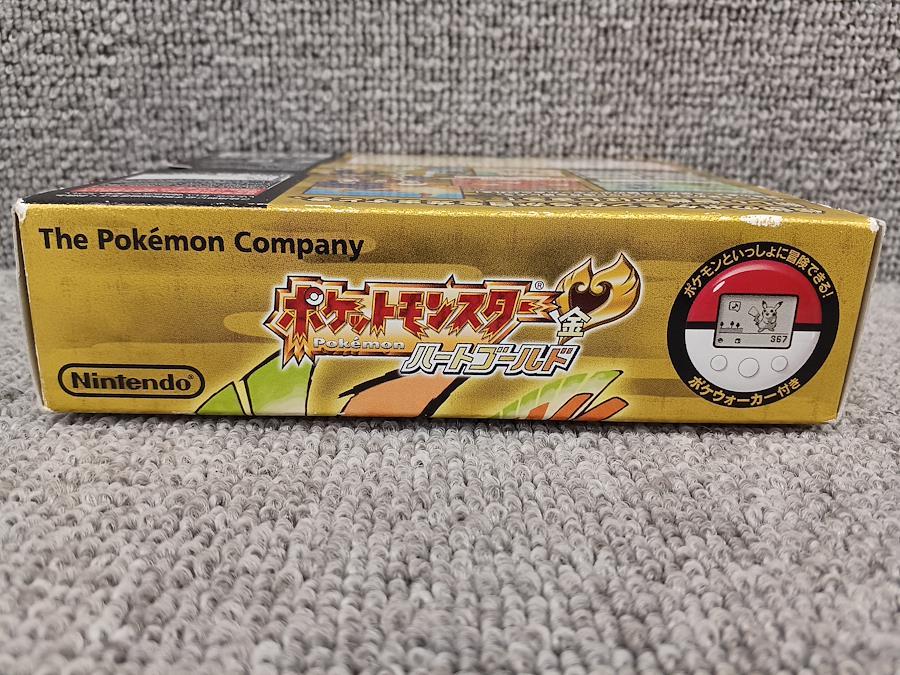 The Pokémon Company
ポケットモンスター®
Pokémon
金
ハートゴールド
Nintendo®
ポケモンといっしょに冒険できる!
367
ポケウォーカー付き